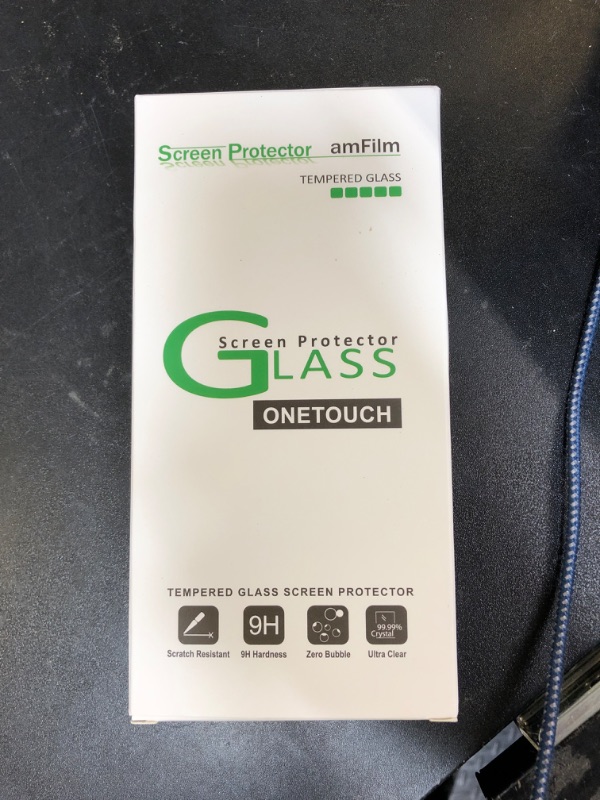 Screen Protector amFilm
TEMPERED GLASS
Screen Protector
GLASS
ONETOUCH
TEMPERED GLASS SCREEN PROTECTOR
9H
99.99%
Crystal
Scratch Resistant 9H Hardness Zero Bubble Ultra Clear